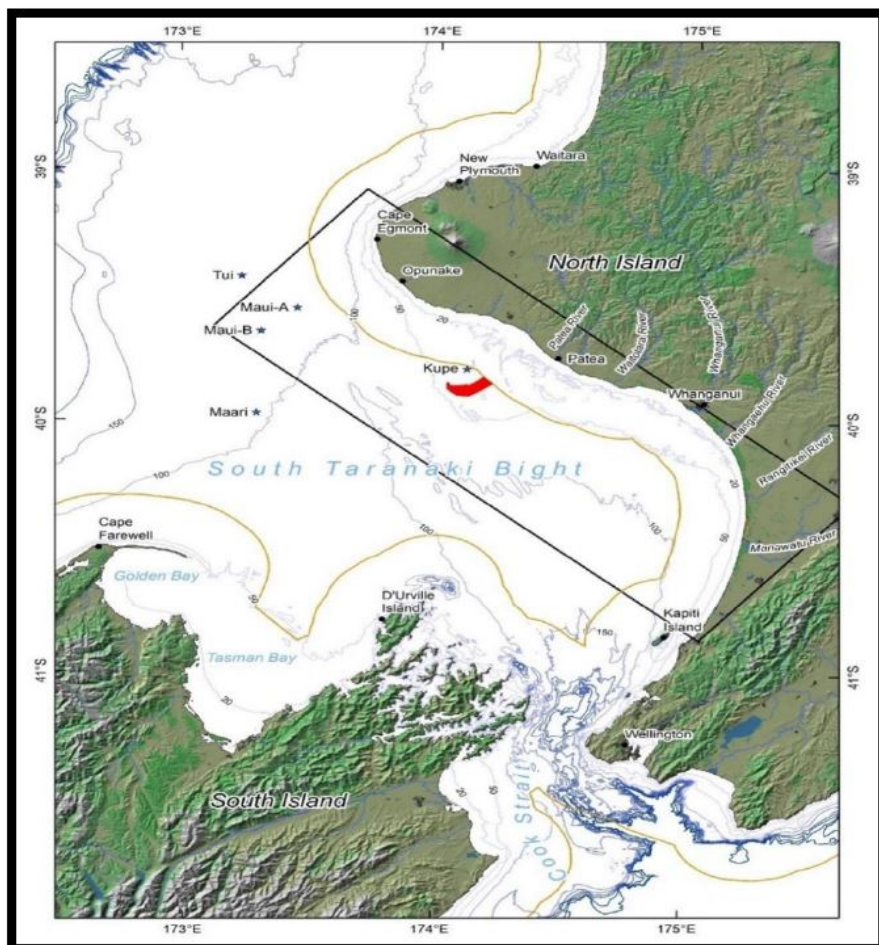 173°E
174°E
175°E
39°S
39°S
New
Plymouth
Waitara
Cape
Egmont
North Island
Tui
Opunake
Maui-A
Maui-B
50
20
100
Patea River
Waitotara River
Whanganui River
Kupe
Patea
Whanganui
Whangaehu River
40°S
Maari
40°S
150
100
South Taranaki Bight
Rangitikei River
20
50
100
Cape
Farewell
100
Manawatu River
Golden Bay
50
D'Urville
Island
Kapiti
Island
150
Tasman Bay
41°S
41°S
20
Wellington
South Island
Cook Strait
20
50
173°E
174°E
175°E